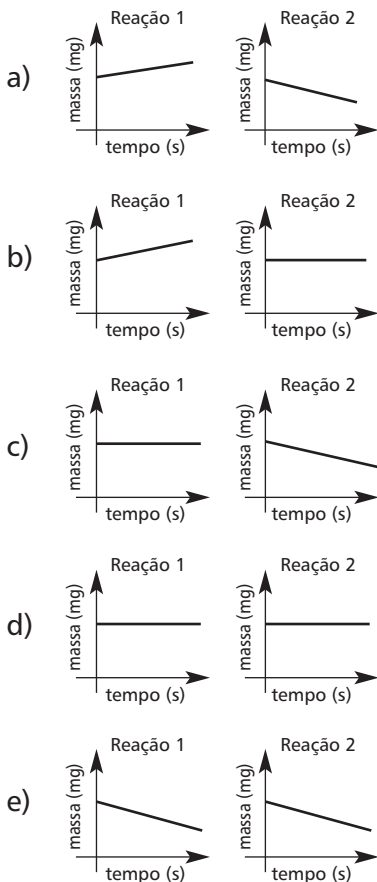 Reação 1 Reação 2
a) massa (mg) massa (mg)
tempo (s) tempo (s)
Reação 1 Reação 2
b) massa (mg) massa (mg)
tempo (s) tempo (s)
Reação 1 Reação 2
c) massa (mg) massa (mg)
tempo (s) tempo (s)
Reação 1 Reação 2
d) massa (mg) massa (mg)
tempo (s) tempo (s)
Reação 1 Reação 2
e) massa (mg) massa (mg)
tempo (s) tempo (s)